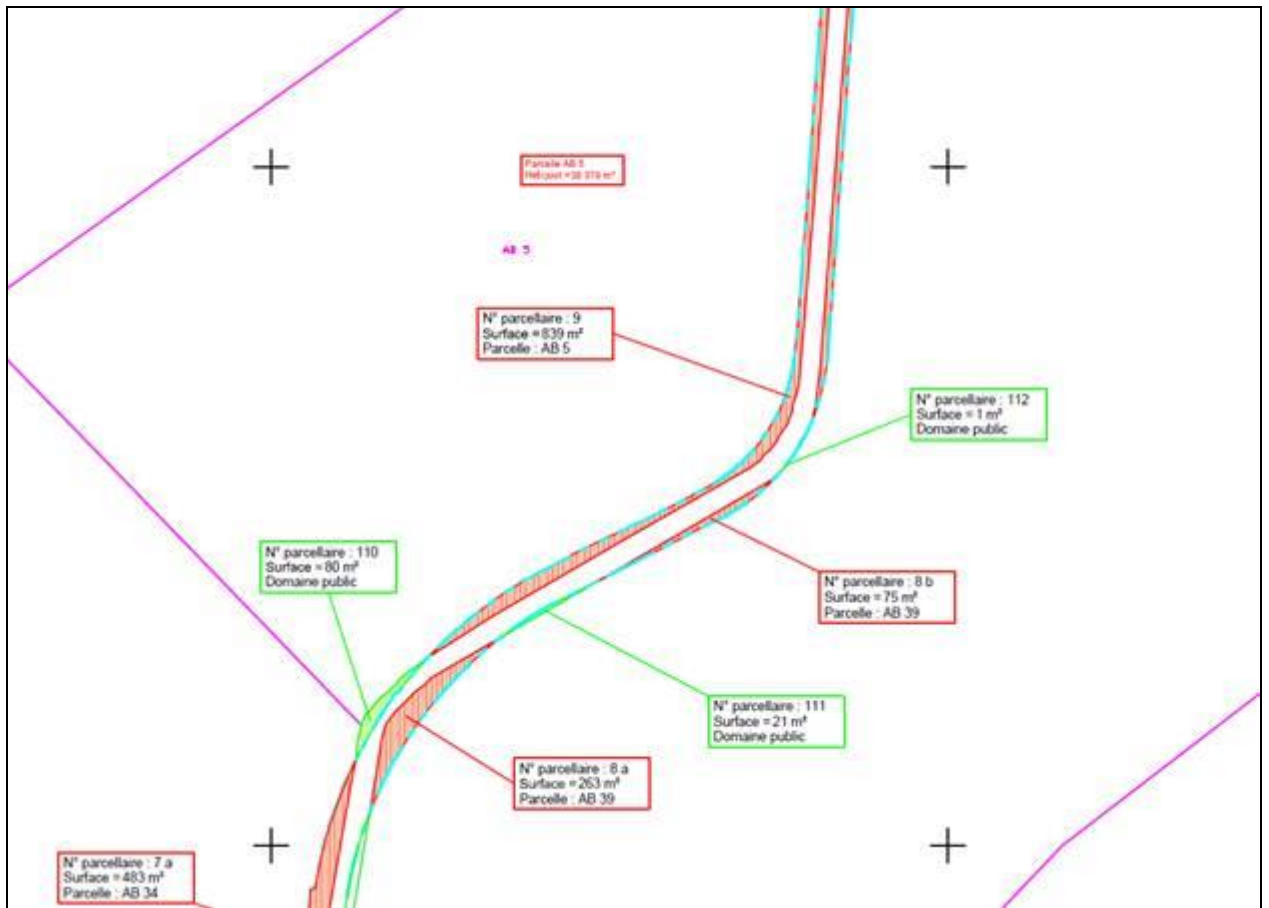 Parcelle AB 5
AB 5
N° parcellaire : 9
Surface = 839 m²
Parcelle : AB 5
N° parcellaire : 112
Surface = 1 m²
Domaine public
N° parcellaire : 110
Surface = 80 m²
Domaine public
N° parcellaire : 8 b
Surface = 75 m²
Parcelle : AB 39
N° parcellaire : 111
Surface = 21 m²
Domaine public
N° parcellaire : 8 a
Surface = 263 m²
Parcelle : AB 39
N° parcellaire : 7 a
Surface = 483 m²
Parcelle : AB 34